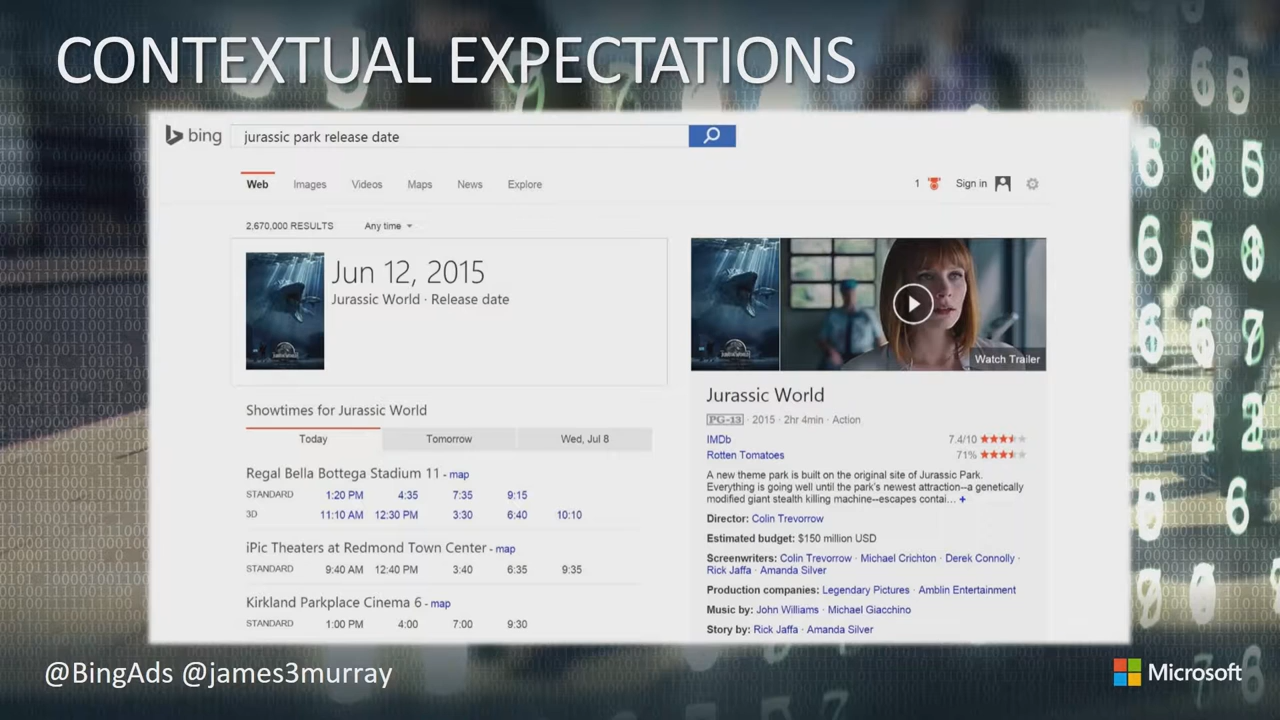 CONTEXTUAL EXPECTATIONS
bing
jurassic park release date
Web Images Videos Maps News Explore
1 Sign in
2,670,000 RESULTS Any time
Jun 12, 2015
Jurassic World · Release date
Watch Trailer
Jurassic World
PG-13 · 2015 · 2hr 4min · Action
IMDb 7.4/10
Rotten Tomatoes 71%
A new theme park is built on the original site of Jurassic Park.
Everything is going well until the park's newest attraction--a genetically
modified giant stealth killing machine--escapes contai... +
Director: Colin Trevorrow
Estimated budget: $150 million USD
Screenwriters: Colin Trevorrow · Michael Crichton · Derek Connolly ·
Rick Jaffa · Amanda Silver
Production companies: Legendary Pictures · Amblin Entertainment
Music by: John Williams · Michael Giacchino
Story by: Rick Jaffa · Amanda Silver
Showtimes for Jurassic World
Today Tomorrow Wed, Jul 8
Regal Bella Bottega Stadium 11 - map
STANDARD 1:20 PM 4:35 7:35 9:15
3D 11:10 AM 12:30 PM 3:30 6:40 10:10
iPic Theaters at Redmond Town Center - map
STANDARD 9:40 AM 12:40 PM 3:40 6:35 9:35
Kirkland Parkplace Cinema 6 - map
STANDARD 1:00 PM 4:00 7:00 9:30
@BingAds @james3murray
Microsoft